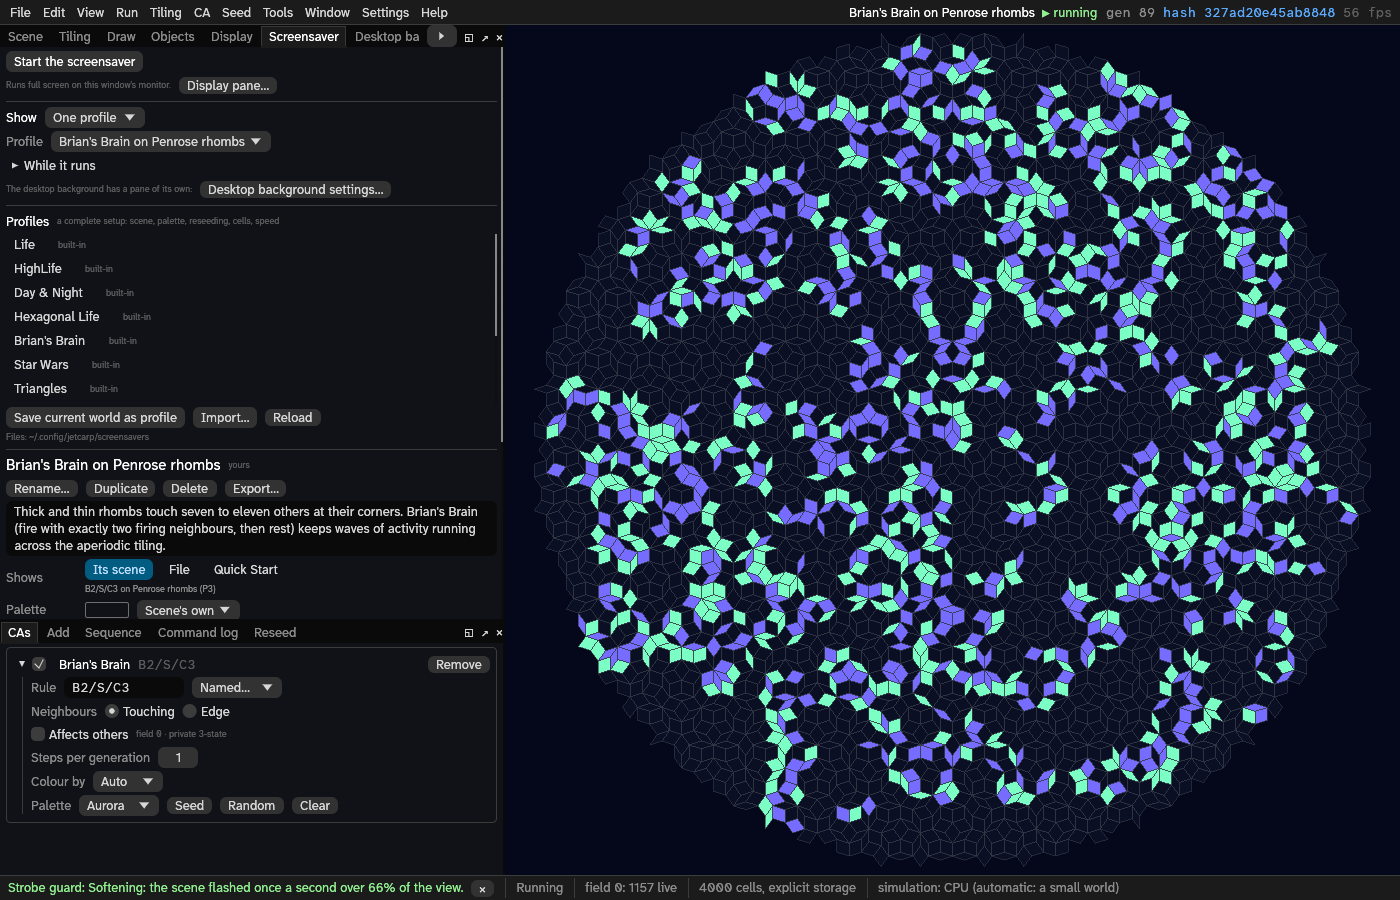 File Edit View Run Tiling CA Seed Tools Window Settings Help
Brian's Brain on Penrose rhombs ▶ running gen 89 hash 327ad20e45ab8848 56 fps
Scene Tiling Draw Objects Display Screensaver Desktop ba
Start the screensaver
Runs full screen on this window's monitor. Display pane...
Show One profile
Profile Brian's Brain on Penrose rhombs
While it runs
The desktop background has a pane of its own: Desktop background settings...
Profiles a complete setup: scene, palette, reseeding, cells, speed
Life built-in
HighLife built-in
Day & Night built-in
Hexagonal Life built-in
Brian's Brain built-in
Star Wars built-in
Triangles built-in
Save current world as profile Import... Reload
Files: ~/.config/jetcarp/screensavers
Brian's Brain on Penrose rhombs yours
Rename... Duplicate Delete Export...
Thick and thin rhombs touch seven to eleven others at their corners. Brian's Brain
(fire with exactly two firing neighbours, then rest) keeps waves of activity running
across the aperiodic tiling.
Shows Its scene File Quick Start
B2/S/C3 on Penrose rhombs (P3)
Palette Scene's own
CAs Add Sequence Command log Reseed
Brian's Brain B2/S/C3 Remove
Rule B2/S/C3 Named...
Neighbours Touching Edge
Affects others field 0 · private 3-state
Steps per generation 1
Colour by Auto
Palette Aurora Seed Random Clear
Strobe guard: Softening: the scene flashed once a second over 66% of the view. ×
Running field 0: 1157 live 4000 cells, explicit storage simulation: CPU (automatic: a small world)